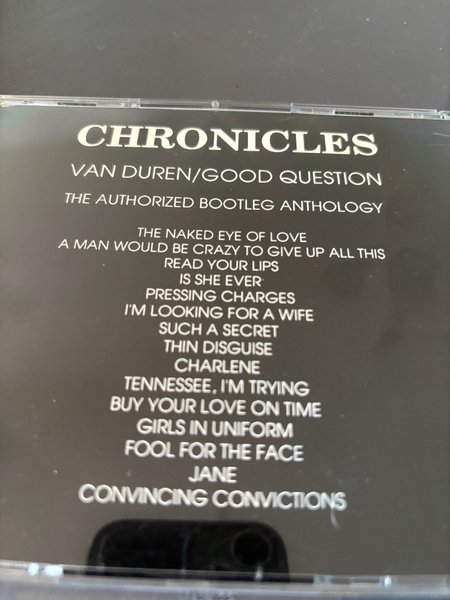 CHRONICLES
VAN DUREN/GOOD QUESTION
THE AUTHORIZED BOOTLEG ANTHOLOGY
THE NAKED EYE OF LOVE
A MAN WOULD BE CRAZY TO GIVE UP ALL THIS
READ YOUR LIPS
IS SHE EVER
PRESSING CHARGES
I'M LOOKING FOR A WIFE
SUCH A SECRET
THIN DISGUISE
CHARLENE
TENNESSEE, I'M TRYING
BUY YOUR LOVE ON TIME
GIRLS IN UNIFORM
FOOL FOR THE FACE
JANE
CONVINCING CONVICTIONS